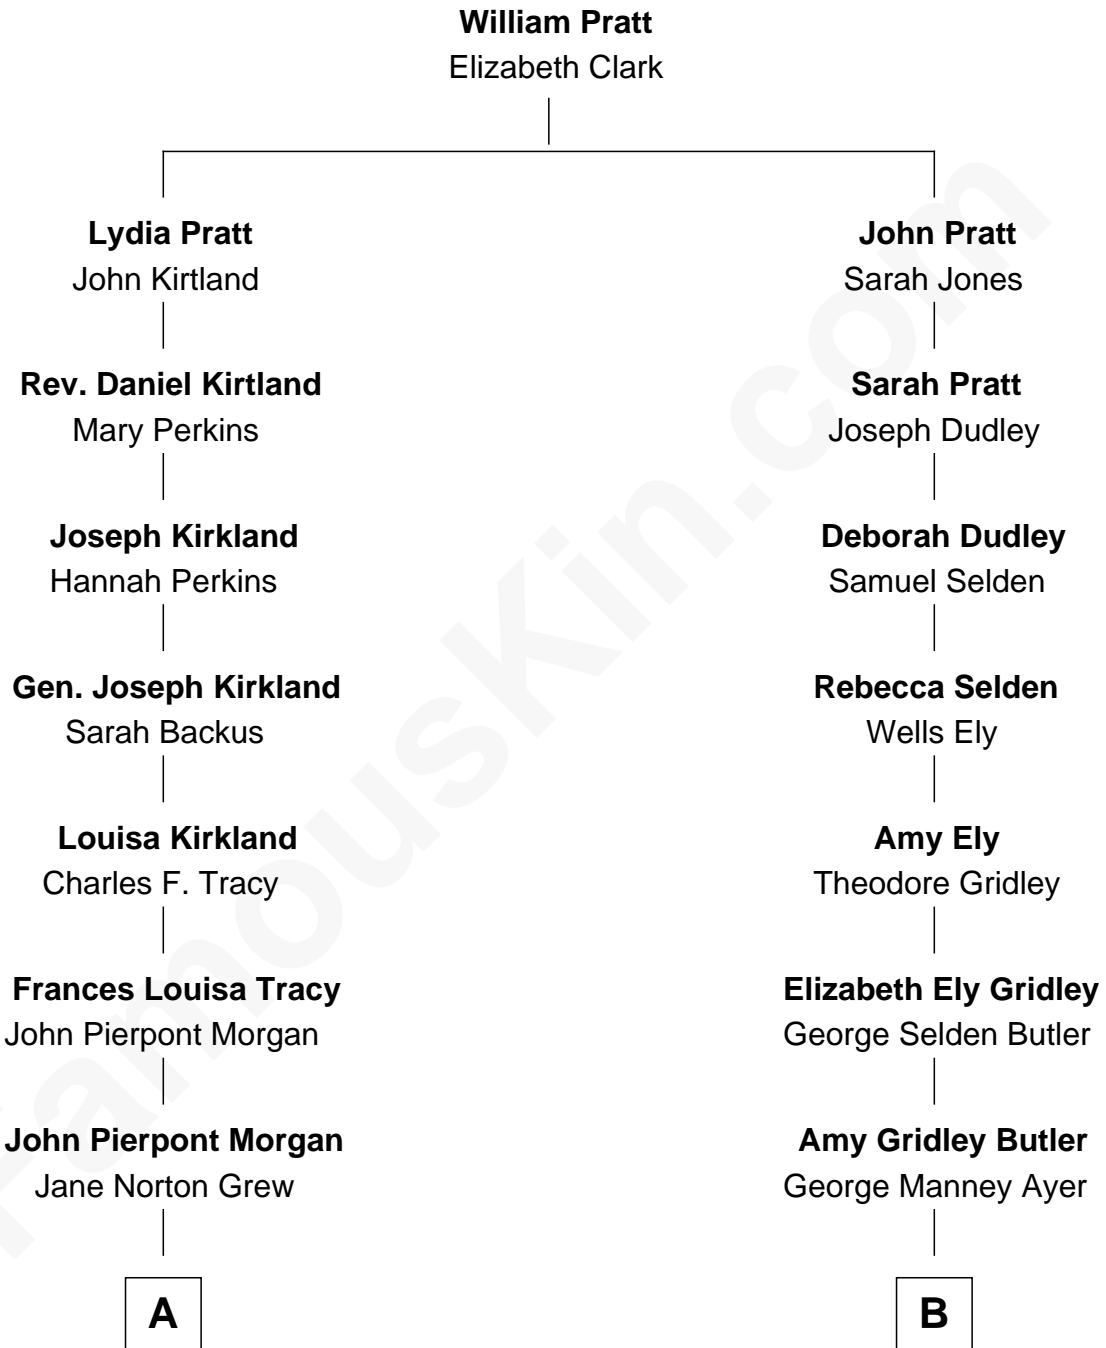 William Pratt
Elizabeth Clark
Lydia Pratt
John Kirtland
John Pratt
Sarah Jones
Rev. Daniel Kirtland
Mary Perkins
Sarah Pratt
Joseph Dudley
Joseph Kirkland
Hannah Perkins
Deborah Dudley
Samuel Selden
Gen. Joseph Kirkland
Sarah Backus
Rebecca Selden
Wells Ely
Louisa Kirkland
Charles F. Tracy
Amy Ely
Theodore Gridley
Frances Louisa Tracy
John Pierpont Morgan
Elizabeth Ely Gridley
George Selden Butler
John Pierpont Morgan
Jane Norton Grew
Amy Gridley Butler
George Manney Ayer
A
B
FamousKin.com